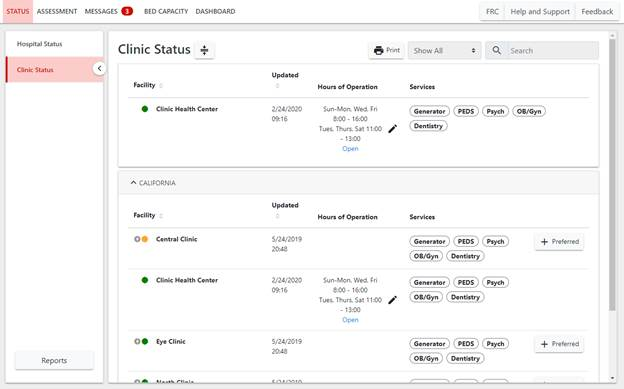 STATUS ASSESSMENT MESSAGES 3 BED CAPACITY DASHBOARD FRC Help and Support Feedback
Hospital Status
Clinic Status
Reports
Clinic Status Print Show All Search
Facility Updated Hours of Operation Services
Clinic Health Center 2/24/2020 Sun-Mon, Wed, Fri Generator PEDS Psych OB/Gyn
09:16 8:00 - 16:00 Dentistry
Tues, Thurs, Sat 11:00
- 13:00
Open
CALIFORNIA
Facility Updated Hours of Operation Services
Central Clinic 5/24/2019 Generator PEDS Psych + Preferred
20:48 OB/Gyn Dentistry
Clinic Health Center 2/24/2020 Sun-Mon, Wed, Fri Generator PEDS Psych
09:16 8:00 - 16:00 OB/Gyn Dentistry
Tues, Thurs, Sat 11:00
- 13:00
Open
Eye Clinic 5/24/2019 Generator PEDS Psych + Preferred
20:48 OB/Gyn Dentistry
North Clinic 5/24/2019 Generator PEDS Psych + Preferred